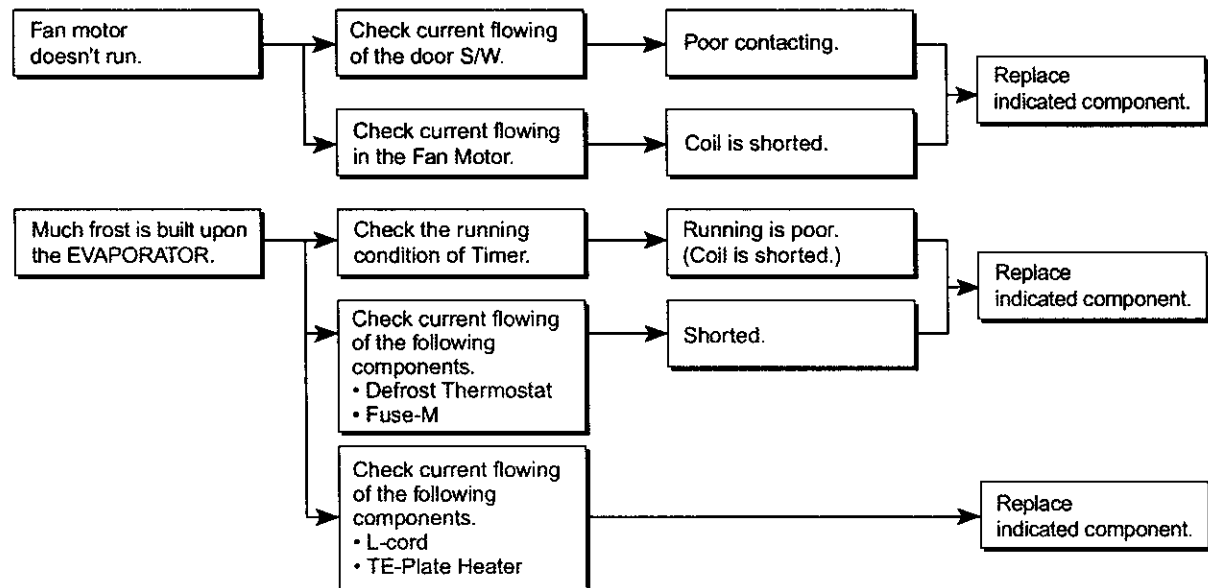 Fan motor
doesn't run.
Check current flowing
of the door S/W.
Poor contacting.
Replace
indicated component.
Check current flowing
in the Fan Motor.
Coil is shorted.
Much frost is built upon
the EVAPORATOR.
Check the running
condition of Timer.
Running is poor.
(Coil is shorted.)
Replace
indicated component.
Check current flowing
of the following
components.
• Defrost Thermostat
• Fuse-M
Shorted.
Check current flowing
of the following
components.
• L-cord
• TE-Plate Heater
Replace
indicated component.